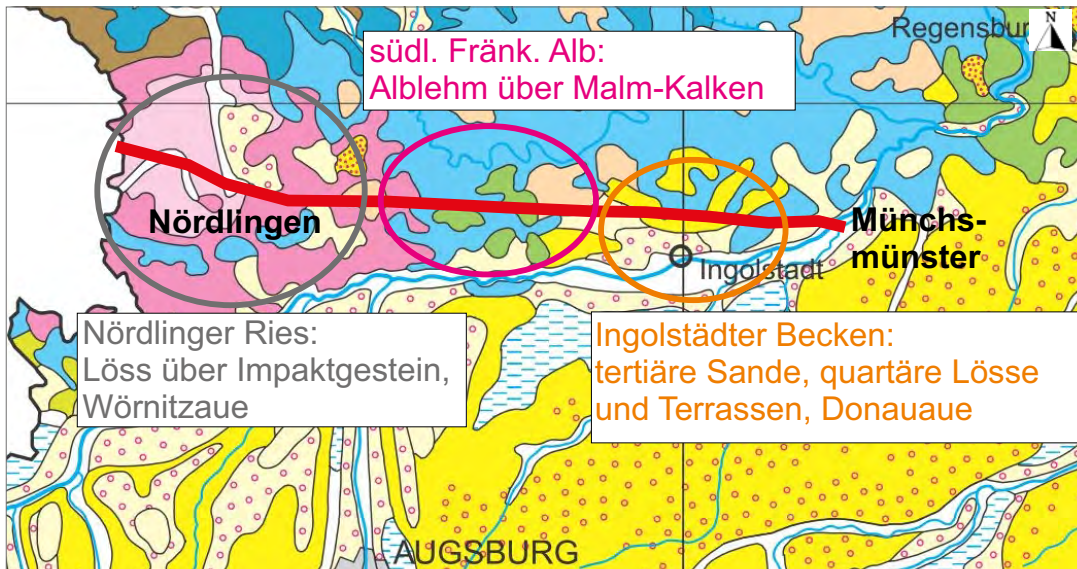 Regensbur
N
südl. Fränk. Alb:
Alblehm über Malm-Kalken
Nördlingen
Münchs-
münster
Ingolstadt
Nördlinger Ries:
Löss über Impaktgestein,
Wörnitzaue
Ingolstädter Becken:
tertiäre Sande, quartäre Lösse
und Terrassen, Donauaue
AUGSBURG